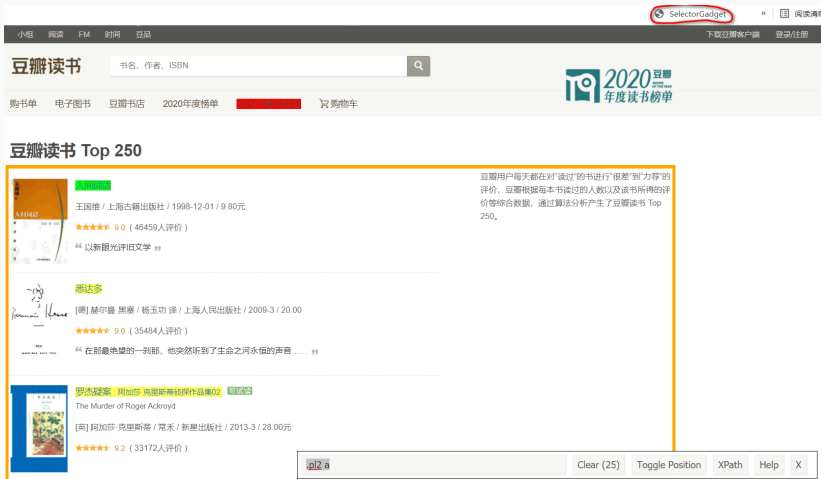 SelectorGadget » 阅读清单
小组 阅读 FM 时间 豆品 下载豆瓣客户端 登录/注册
豆瓣读书 书名、作者、ISBN
2020 豆瓣
年度读书榜单
购书单 电子图书 豆瓣书店 2020年度榜单 购物车
豆瓣读书 Top 250
人间词话
王国维 / 上海古籍出版社 / 1998-12-01 / 9.80元
9.0 ( 46459人评价 )
“ 以新眼光评旧文学 ”
豆瓣用户每天都在对“读过”的书进行“很差”到“力荐”的
评价，豆瓣根据每本书读过的人数以及该书所得的评
价等综合数据，通过算法分析产生了豆瓣读书 Top
250。
悉达多
[德] 赫尔曼·黑塞 / 杨玉功 译 / 上海人民出版社 / 2009-3 / 20.00
9.0 ( 35484人评价 )
“ 在那最绝望的一刹那，他突然听到了生命之河永恒的声音…… ”
罗杰疑案 阿加莎·克里斯蒂侦探作品集02 可试读
The Murder of Roger Ackroyd
[英] 阿加莎·克里斯蒂 / 常禾 / 新星出版社 / 2013-3 / 28.00元
9.2 ( 33172人评价 )
.pl2 a Clear (25) Toggle Position XPath Help X